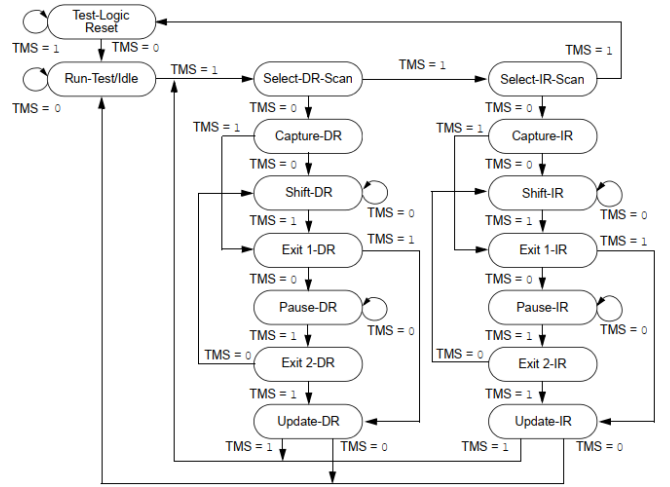 Test-Logic
Reset
TMS = 1
TMS = 0
TMS = 1
Run-Test/Idle
TMS = 1
Select-DR-Scan
TMS = 1
Select-IR-Scan
TMS = 0
TMS = 0
TMS = 0
TMS = 1
Capture-DR
TMS = 1
Capture-IR
TMS = 0
TMS = 0
Shift-DR
Shift-IR
TMS = 0
TMS = 0
TMS = 1
TMS = 1
Exit 1-DR
TMS = 1
Exit 1-IR
TMS = 1
TMS = 0
TMS = 0
Pause-DR
Pause-IR
TMS = 0
TMS = 0
TMS = 1
TMS = 1
TMS = 0
Exit 2-DR
TMS = 0
Exit 2-IR
TMS = 1
TMS = 1
Update-DR
Update-IR
TMS = 1
TMS = 0
TMS = 1
TMS = 0